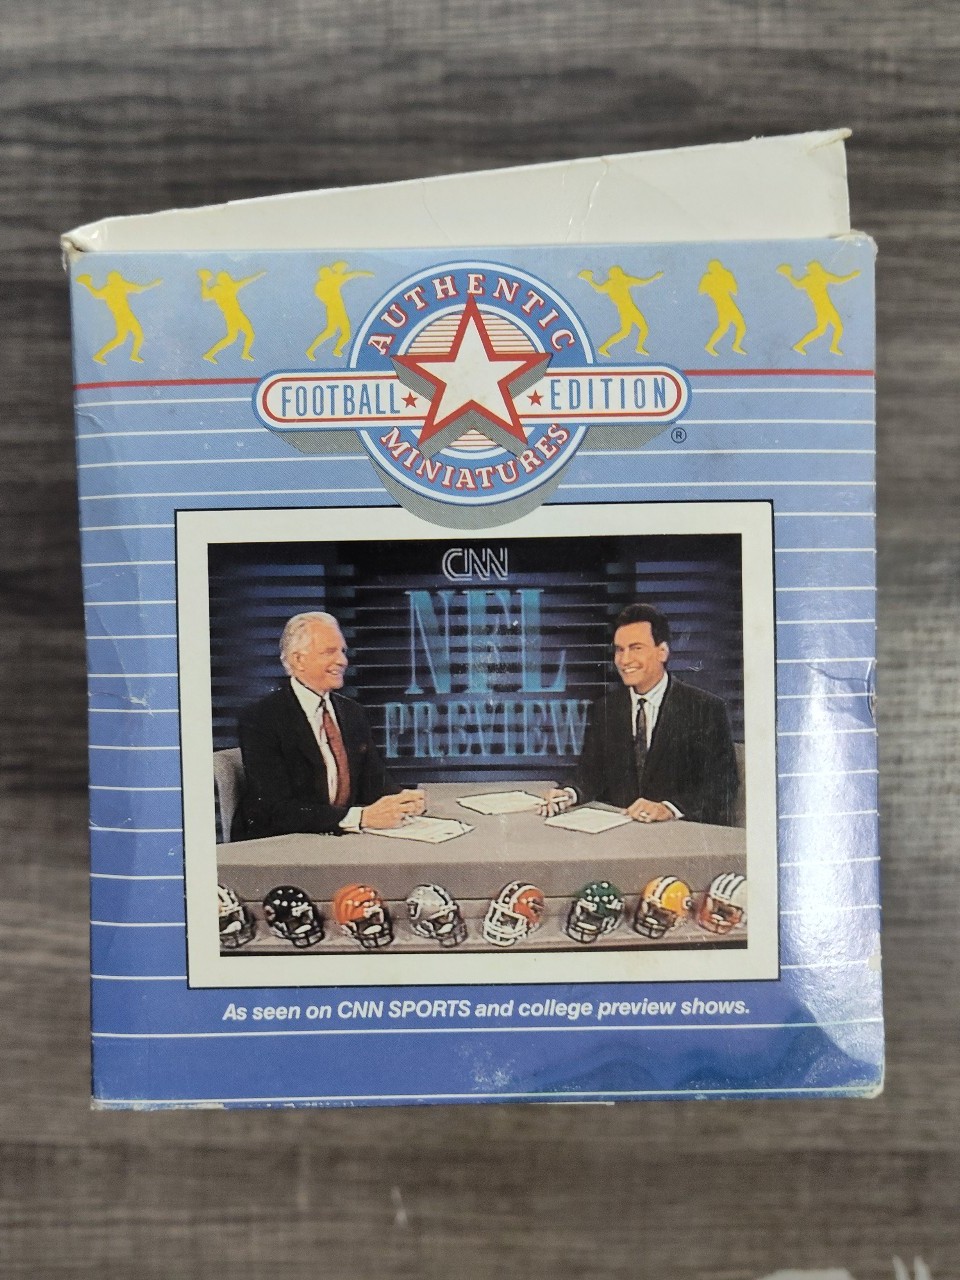 AUTHENTIC
FOOTBALL EDITION
MINIATURES
®
CNN
NFL
PREVIEW
As seen on CNN SPORTS and college preview shows.